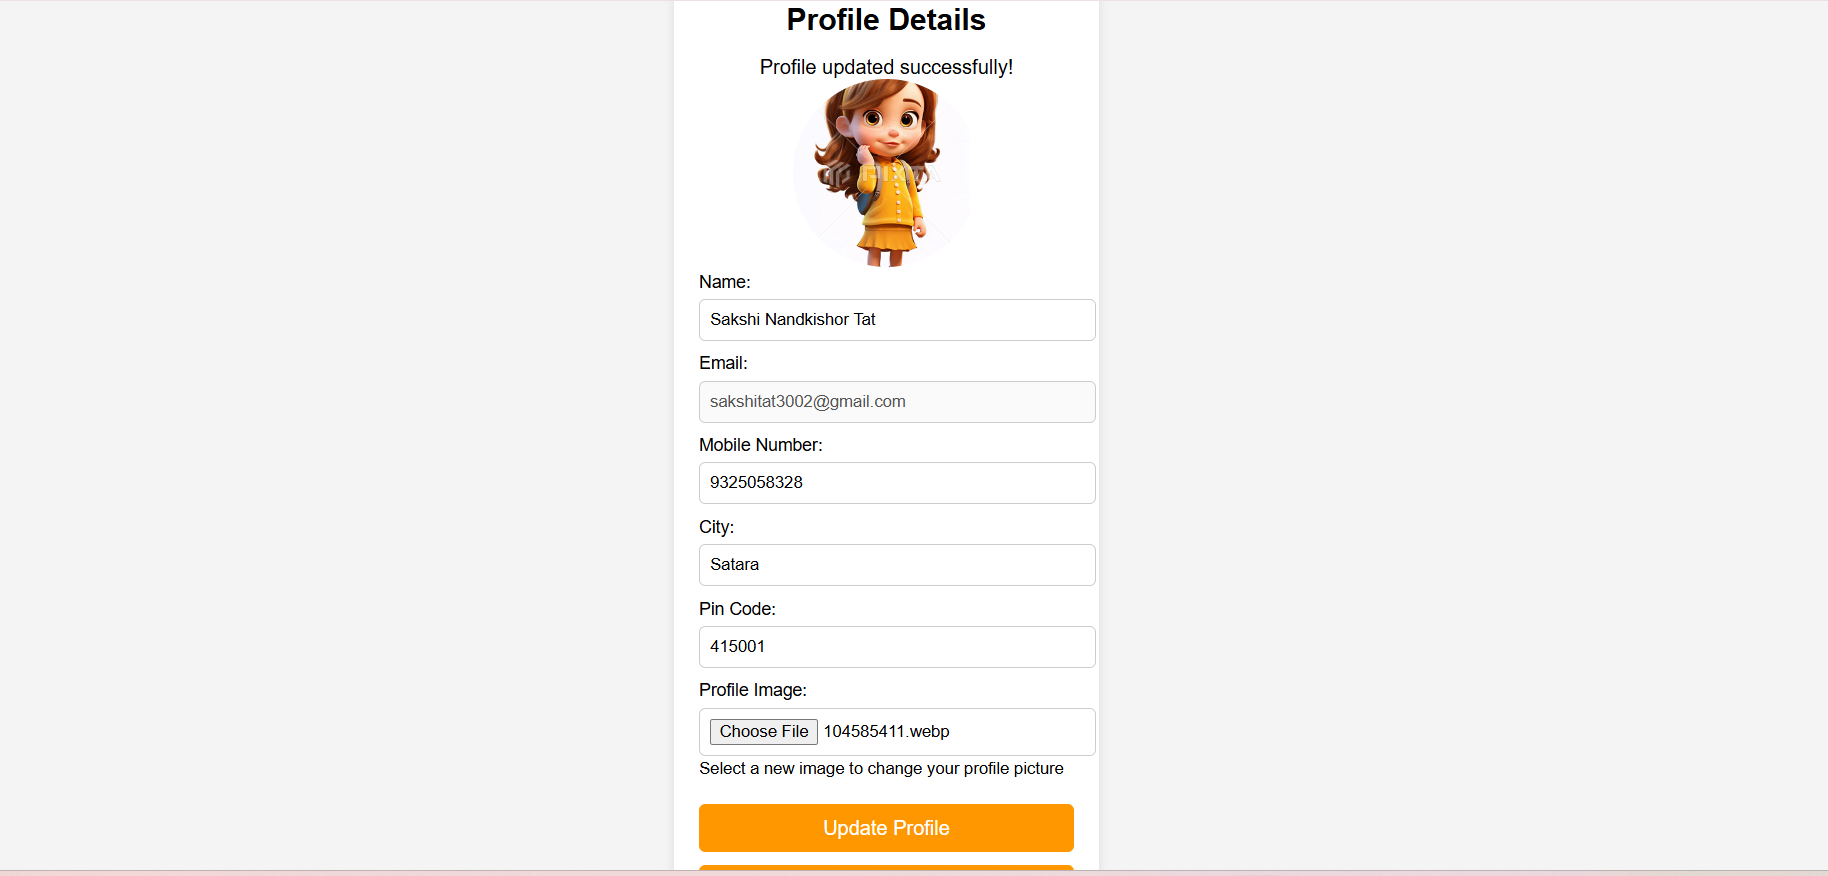 Profile Details
Profile updated successfully!
Name:
Sakshi Nandkishor Tat
Email:
sakshitat3002@gmail.com
Mobile Number:
9325058328
City:
Satara
Pin Code:
415001
Profile Image:
Choose File 104585411.webp
Select a new image to change your profile picture
Update Profile